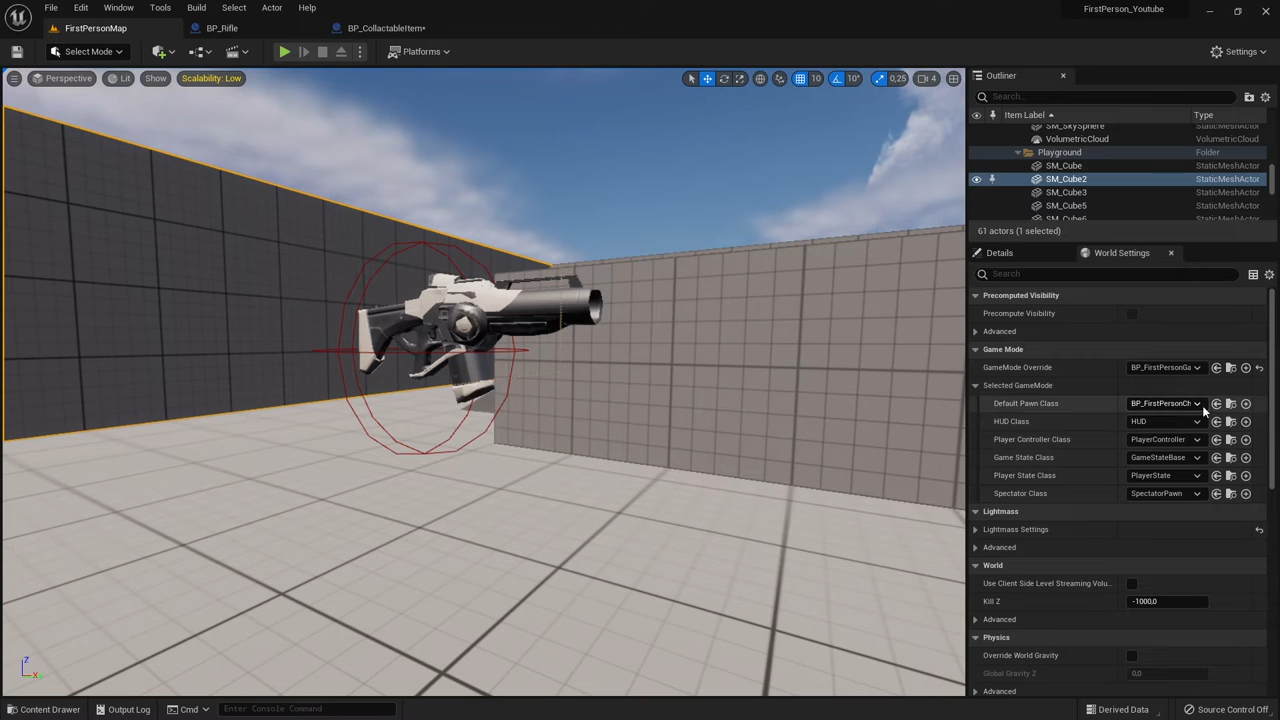 File Edit Window Tools Build Select Actor Help
FirstPerson_Youtube
FirstPersonMap BP_Rifle BP_CollactableItem*
Select Mode Platforms Settings
Perspective Lit Show Scalability: Low 10 10° 0,25 4
Outliner
Search...
Item Label Type
SM_SkySphere StaticMeshActor
VolumetricCloud VolumetricCloud
Playground Folder
SM_Cube StaticMeshActor
SM_Cube2 StaticMeshActor
SM_Cube3 StaticMeshActor
SM_Cube5 StaticMeshActor
SM_Cube6 StaticMeshActor
61 actors (1 selected)
Details World Settings
Search
Precomputed Visibility
Precompute Visibility
Advanced
Game Mode
GameMode Override BP_FirstPersonGa
Selected GameMode
Default Pawn Class BP_FirstPersonCh
HUD Class HUD
Player Controller Class PlayerController
Game State Class GameStateBase
Player State Class PlayerState
Spectator Class SpectatorPawn
Lightmass
Lightmass Settings
Advanced
World
Use Client Side Level Streaming Volu...
Kill Z -1000,0
Advanced
Physics
Override World Gravity
Global Gravity Z 0,0
Advanced
Z
X
Content Drawer Output Log Cmd Enter Console Command Derived Data Source Control Off